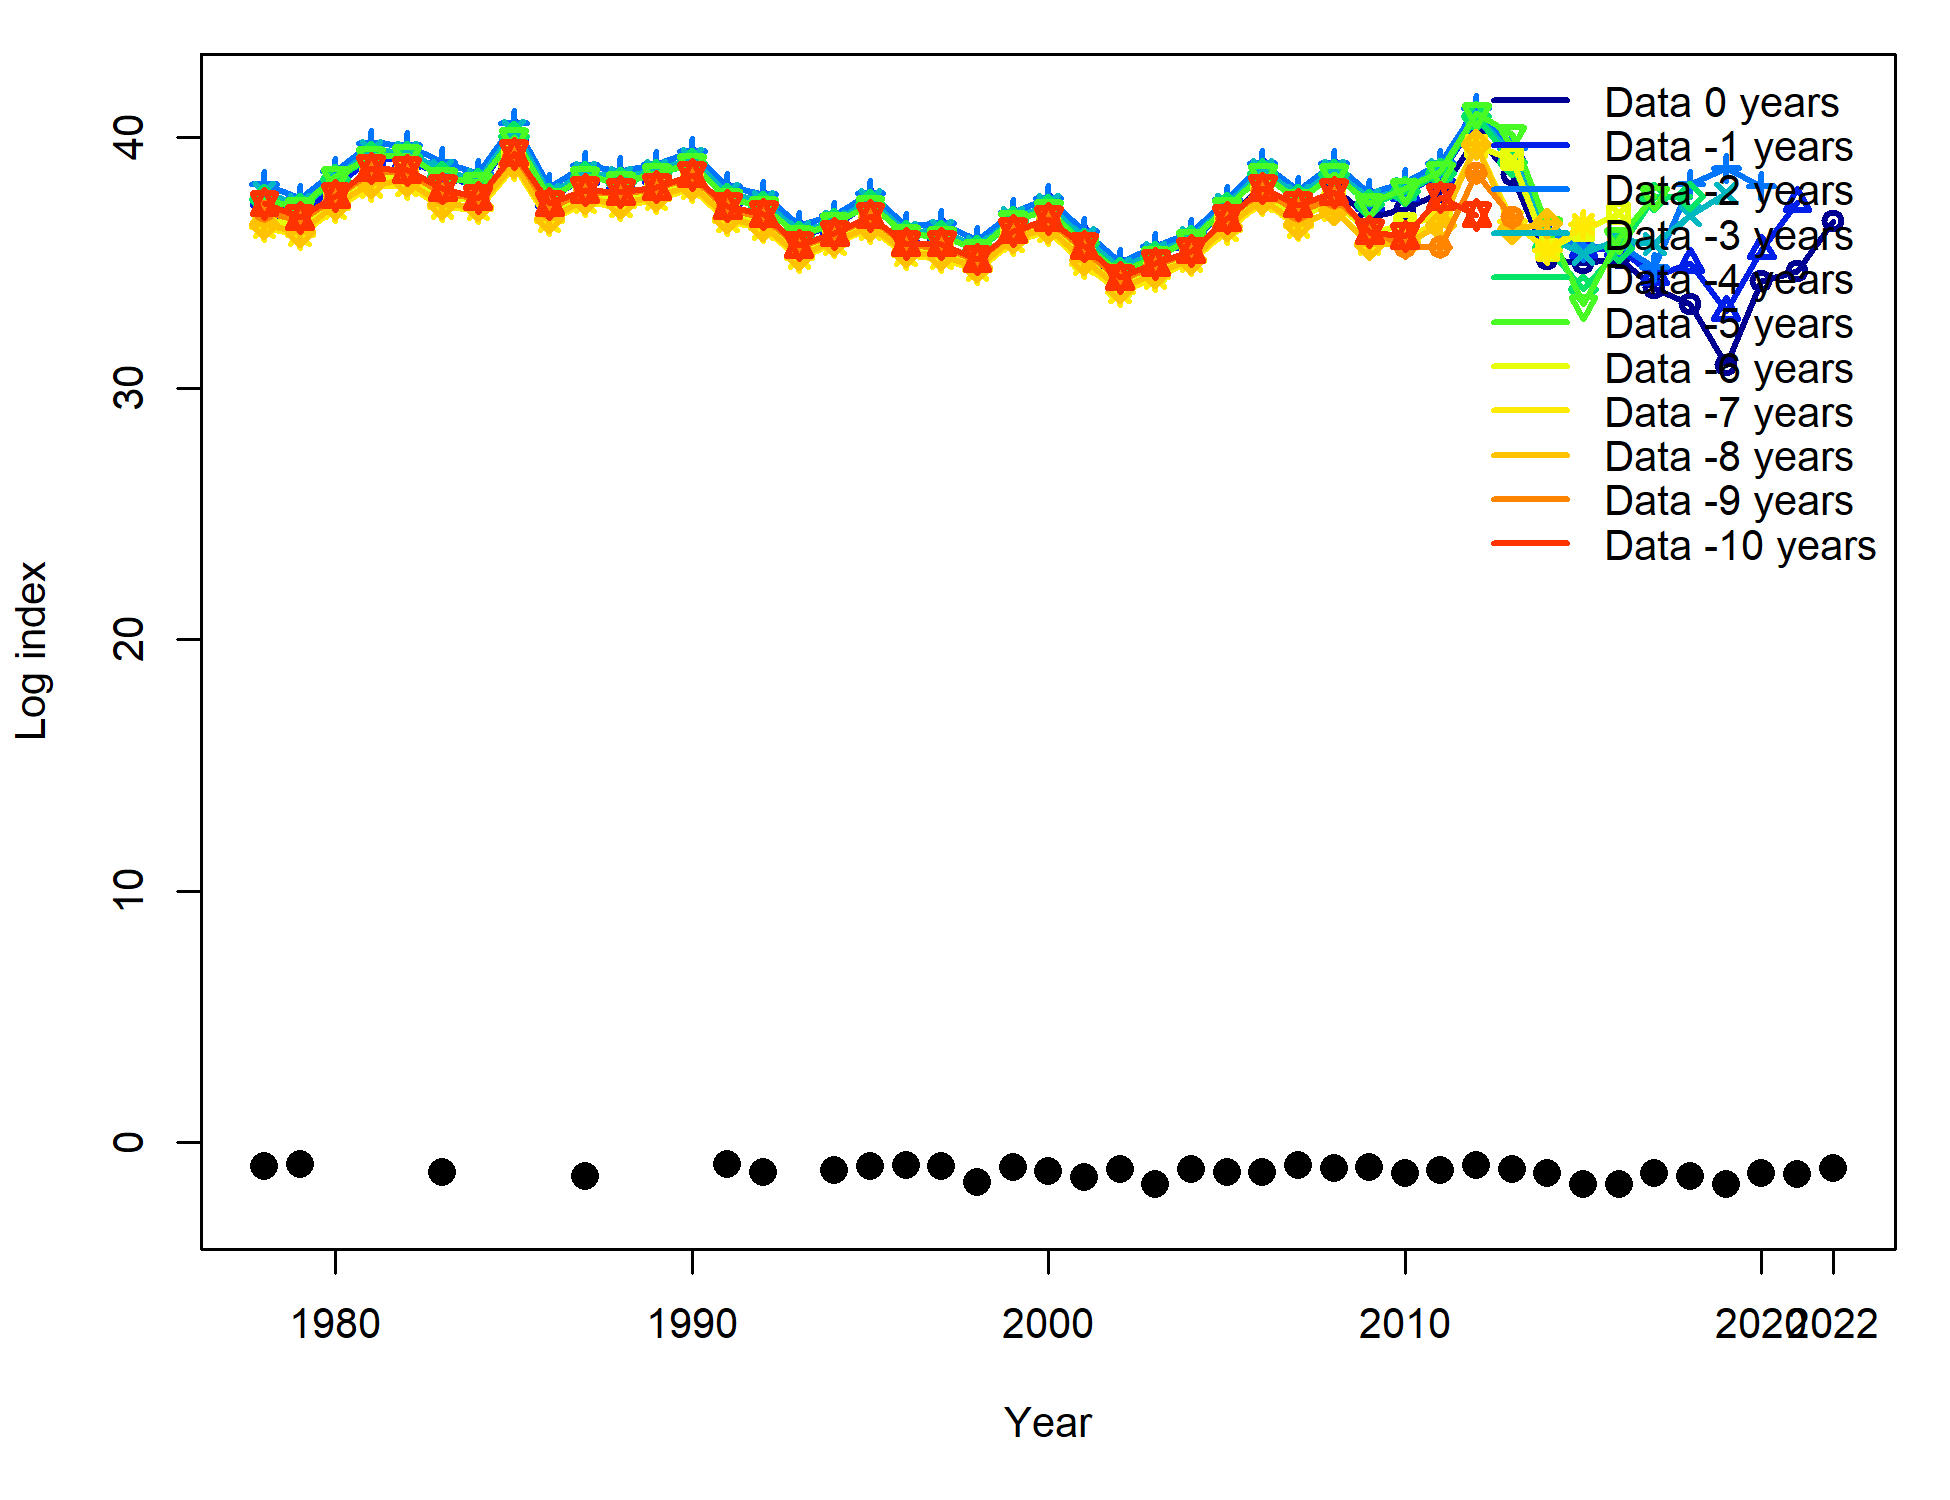 Data 0 years
Data -1 years
Data -2 years
Data -3 years
Data -4 years
Data -5 years
Data -6 years
Data -7 years
Data -8 years
Data -9 years
Data -10 years
40
30
20
10
0
Log index
1980 1990 2000 2010 2020 2022
Year